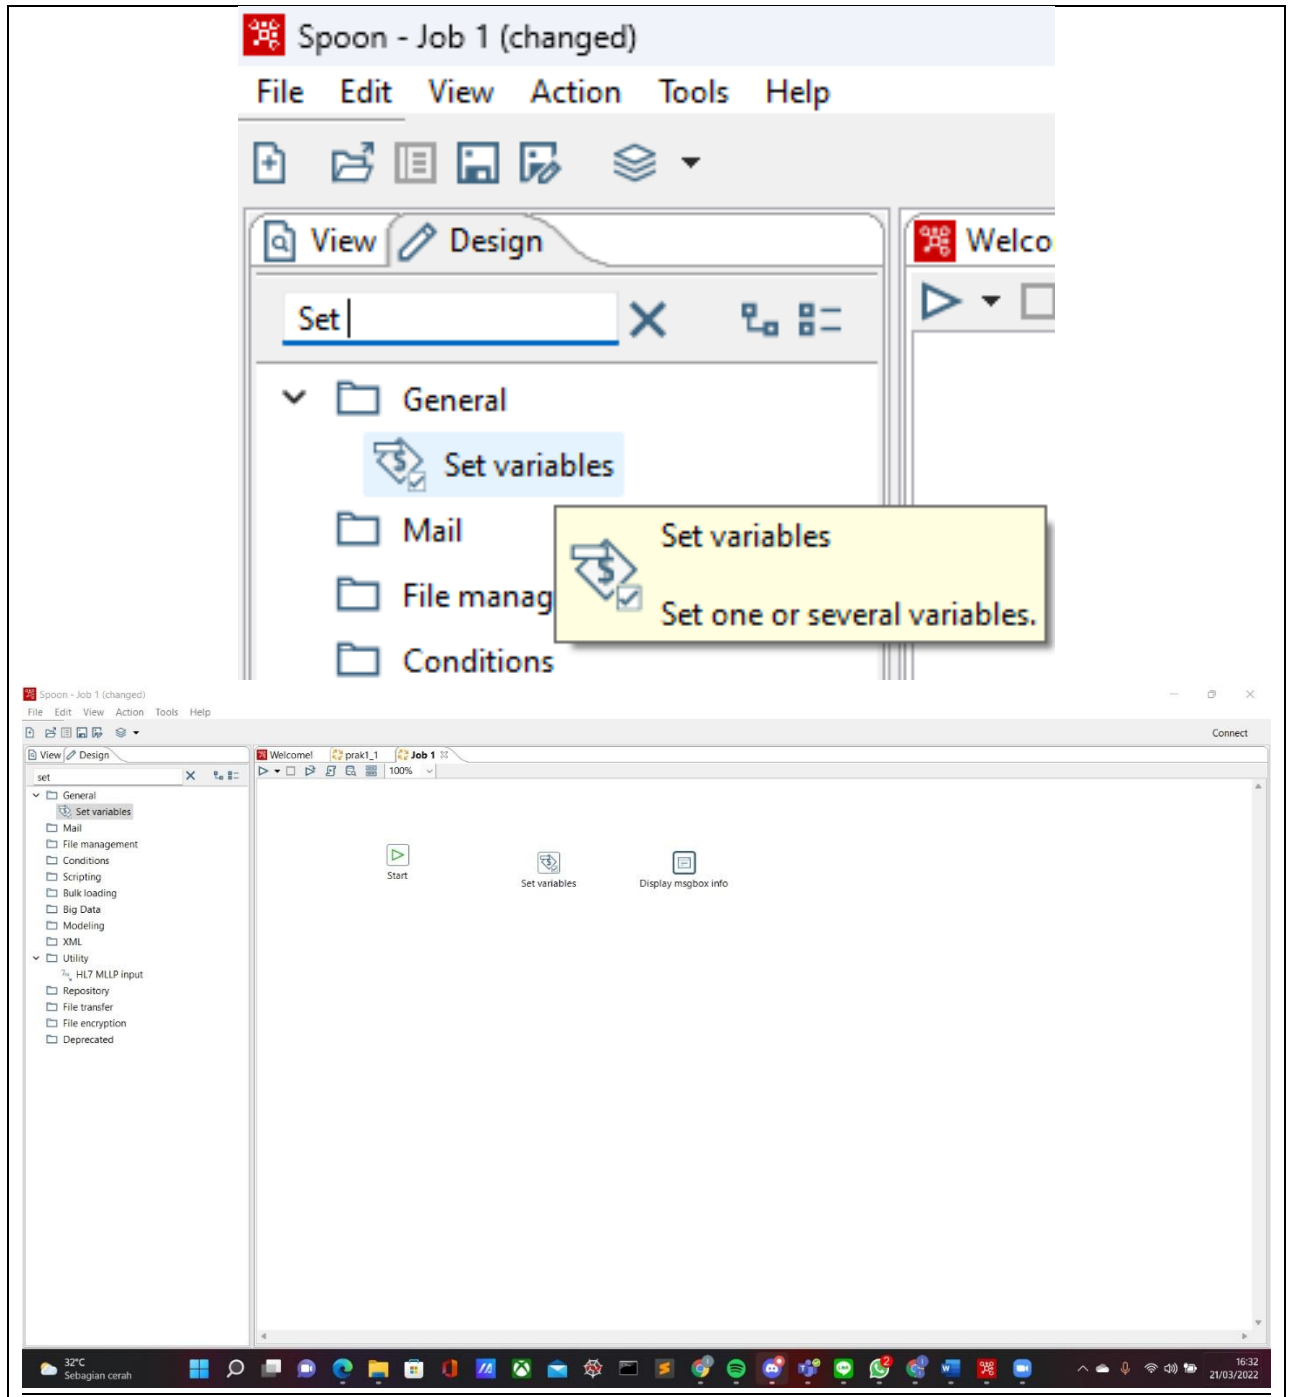 Spoon - Job 1 (changed)
File Edit View Action Tools Help
View Design
Welco
Set
General
Set variables
Mail
File manag
Conditions
Set variables
Set one or several variables.
Spoon - Job 1 (changed)
File Edit View Action Tools Help
Connect
View Design
Welcome! prak1_1 Job 1
set
100%
General
Set variables
Mail
File management
Conditions
Scripting
Bulk loading
Big Data
Modeling
XML
Utility
HL7 MLLP input
Repository
File transfer
File encryption
Deprecated
Start
Set variables
Display msgbox info
32°C
Sebagian cerah
2
16:32
21/03/2022